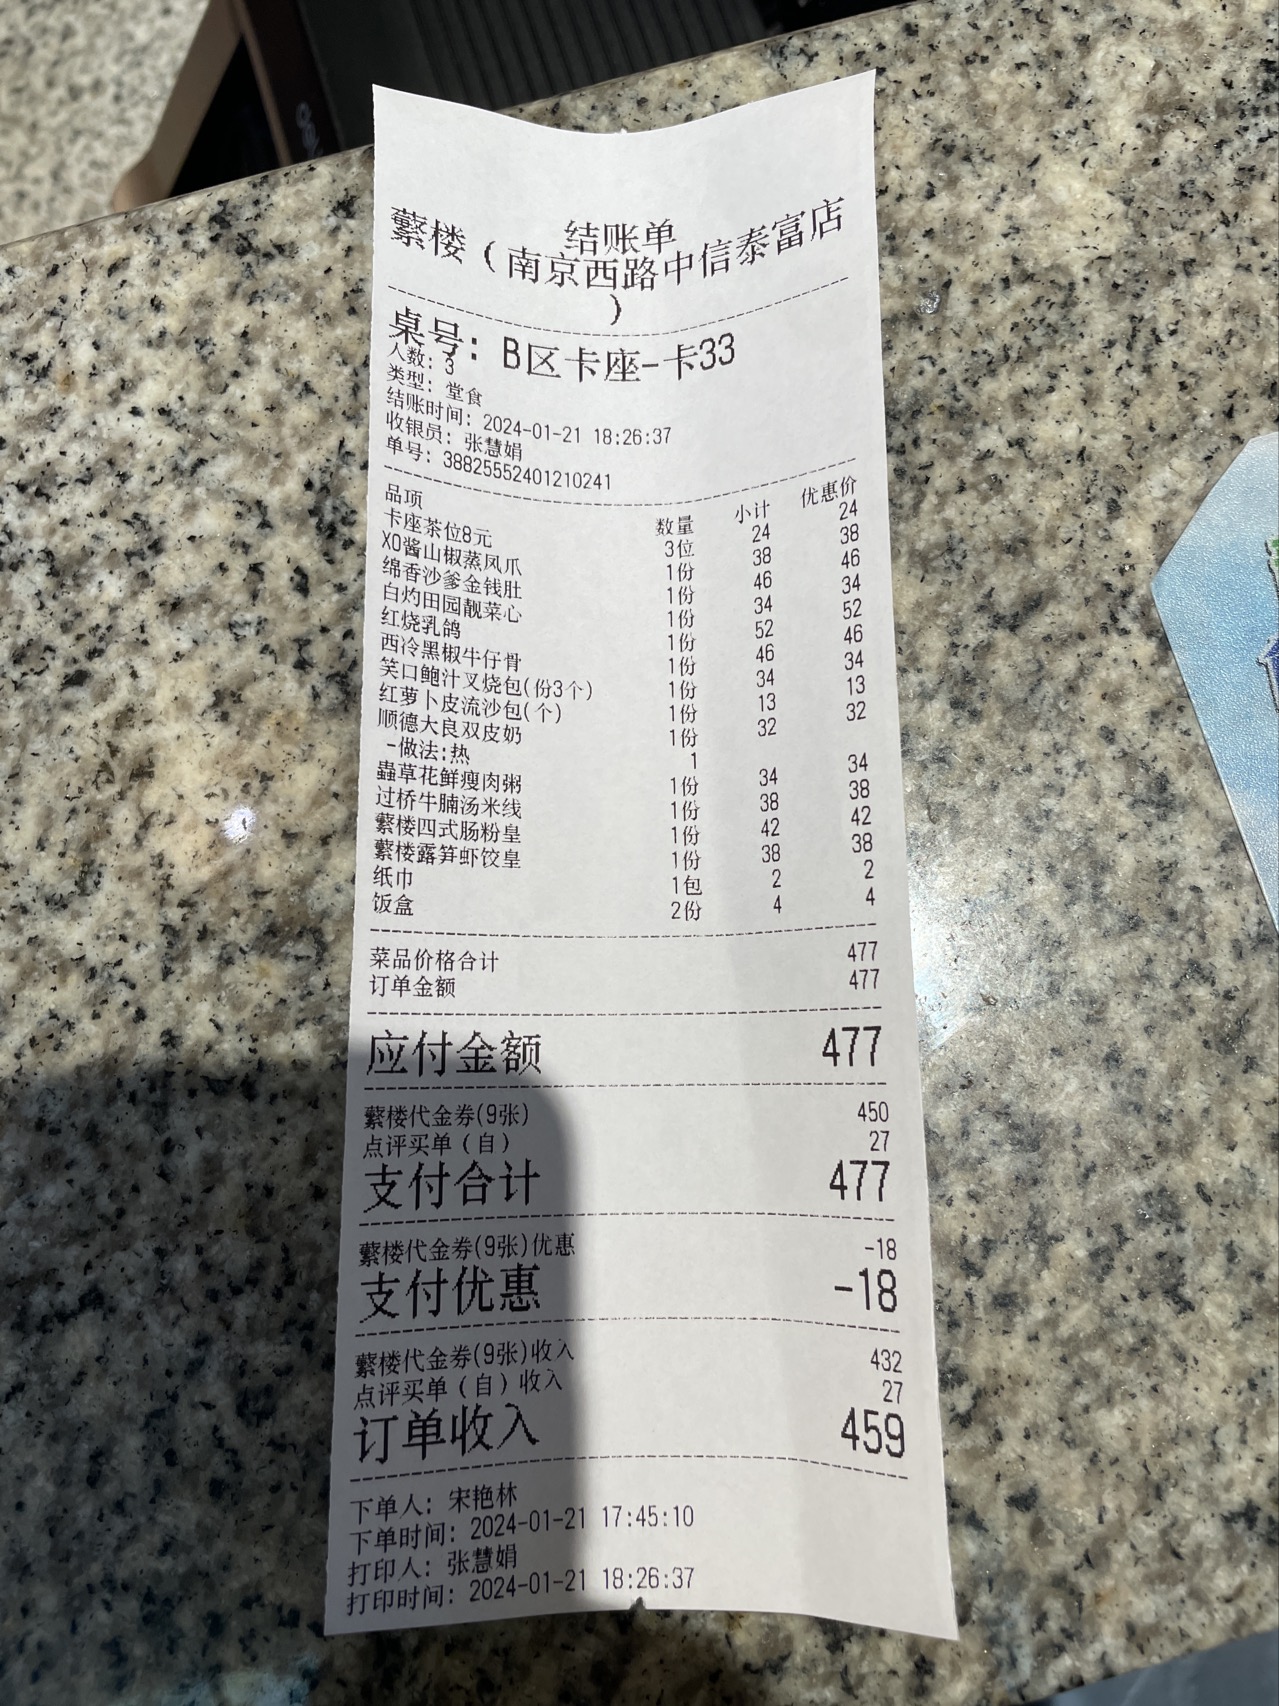 结账单
蘩楼（南京西路中信泰富店
）
桌号: B区卡座-卡33
人数: 3
类型: 堂食
结账时间: 2024-01-21 18:26:37
收银员: 张慧娟
单号: 38825552401210241
品项 数量 小计 优惠价
卡座茶位8元 3位 24 24
XO酱山椒蒸凤爪 1份 38 38
绵香沙爹金钱肚 1份 46 46
白灼田园靓菜心 1份 34 34
红烧乳鸽 1份 52 52
西冷黑椒牛仔骨 1份 46 46
笑口鲍汁叉烧包(份3个) 1份 34 34
红萝卜皮流沙包(个) 1份 13 13
顺德大良双皮奶 1份 32 32
-做法:热 1
蟲草花鲜瘦肉粥 1份 34 34
过桥牛腩汤米线 1份 38 38
蘩楼四式肠粉皇 1份 42 42
蘩楼露笋虾饺皇 1份 38 38
纸巾 1包 2 2
饭盒 2份 4 4
菜品价格合计 477
订单金额 477
应付金额 477
蘩楼代金券(9张) 450
点评买单（自） 27
支付合计 477
蘩楼代金券(9张)优惠 -18
支付优惠 -18
蘩楼代金券(9张)收入 432
点评买单（自）收入 27
订单收入 459
下单人: 宋艳林
下单时间: 2024-01-21 17:45:10
打印人: 张慧娟
打印时间: 2024-01-21 18:26:37